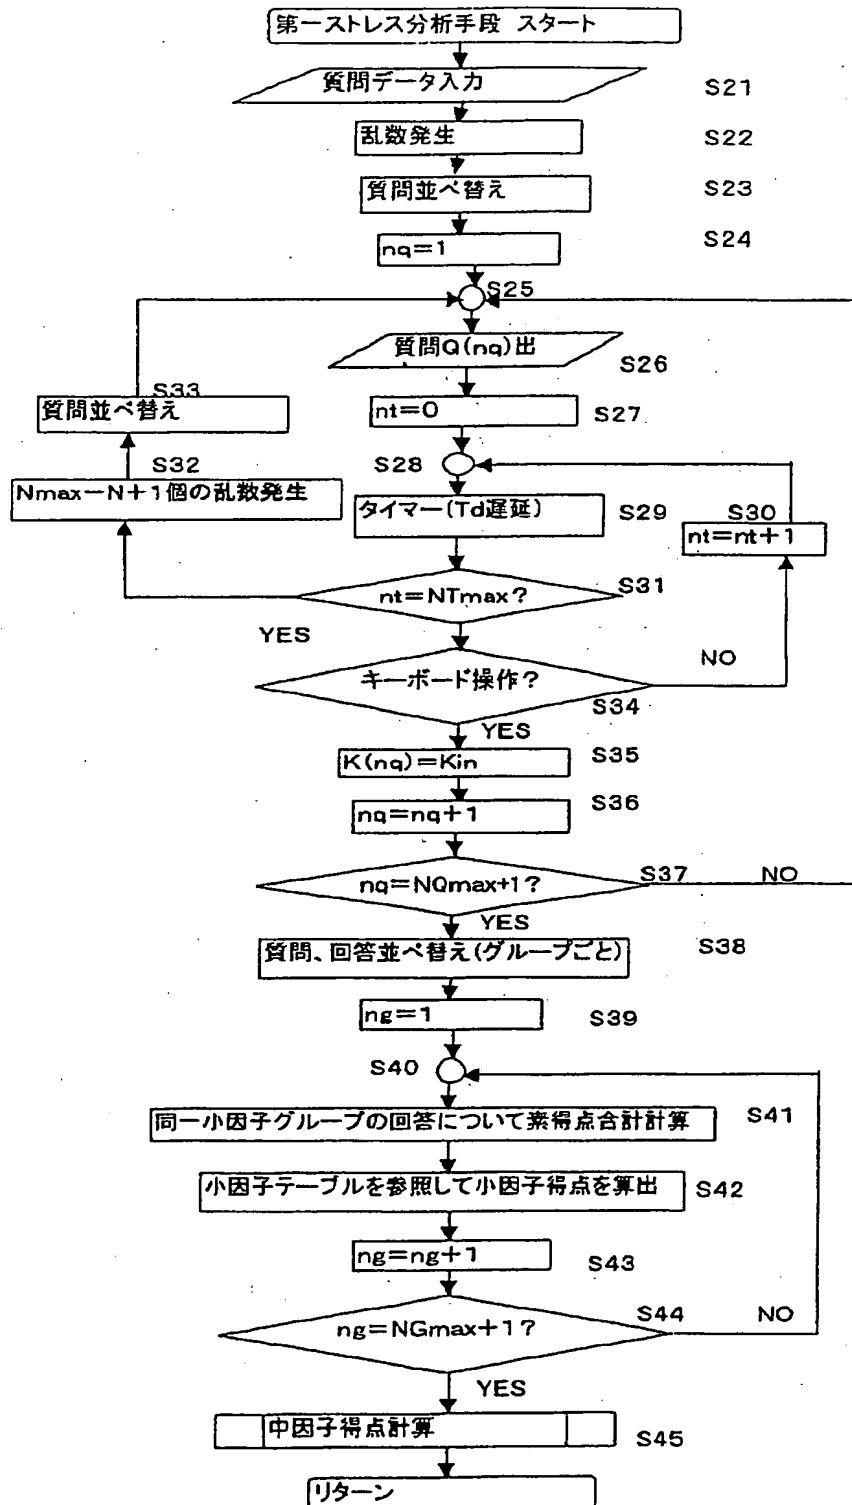 第一ストレス分析手段 スタート
質問データ入力
S21
乱数発生
S22
質問並べ替え
S23
nq=1
S24
S25
質問Q(nq)出
S26
S33
質問並べ替え
nt=0
S27
S32
Nmax-N+1個の乱数発生
S28
タイマー(Td遅延)
S29
S30
nt=nt+1
nt=NTmax?
S31
YES
キーボード操作?
NO
S34
YES
K(nq)=Kin
S35
nq=nq+1
S36
nq=NQmax+1?
S37
NO
YES
質問、回答並べ替え(グループごと)
S38
ng=1
S39
S40
同一小因子グループの回答について素得点合計計算
S41
小因子テーブルを参照して小因子得点を算出
S42
ng=ng+1
S43
ng=NGmax+1?
S44
NO
YES
中因子得点計算
S45
リターン